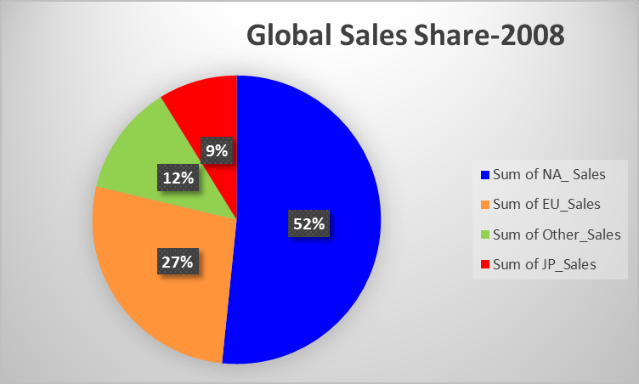 Global Sales Share-2008
9%
12%
52%
27%
Sum of NA_ Sales
Sum of EU_Sales
Sum of Other_Sales
Sum of JP_Sales